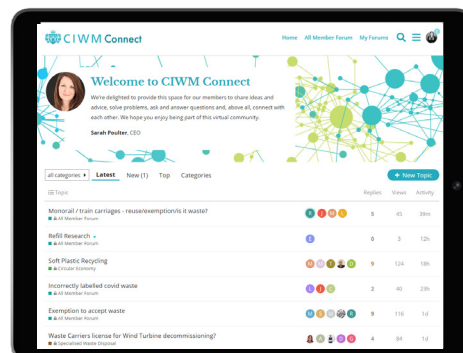 CIWM Connect
Home All Member Forum My Forums
Welcome to CIWM Connect
We're delighted to provide this space for our members to share ideas and
advice, solve problems, ask and answer questions and, above all, connect with
each other. We hope you enjoy being part of this virtual community.
Sarah Poulter, CEO
all categories Latest New (1) Top Categories + New Topic
Topic Replies Views Activity
Monorail / train carriages - reuse/exemption/is it waste? 3 45 39m
All Member Forum
Refill Research E 0 3 12h
All Member Forum
Soft Plastic Recycling 9 124 18h
Circular Economy
Incorrectly labelled covid waste L J C 2 40 23h
All Member Forum
Exemption to accept waste 9 116 1d
All Member Forum
Waste Carriers license for Wind Turbine decommissioning? 4 84 1d
Specialised Waste Disposal